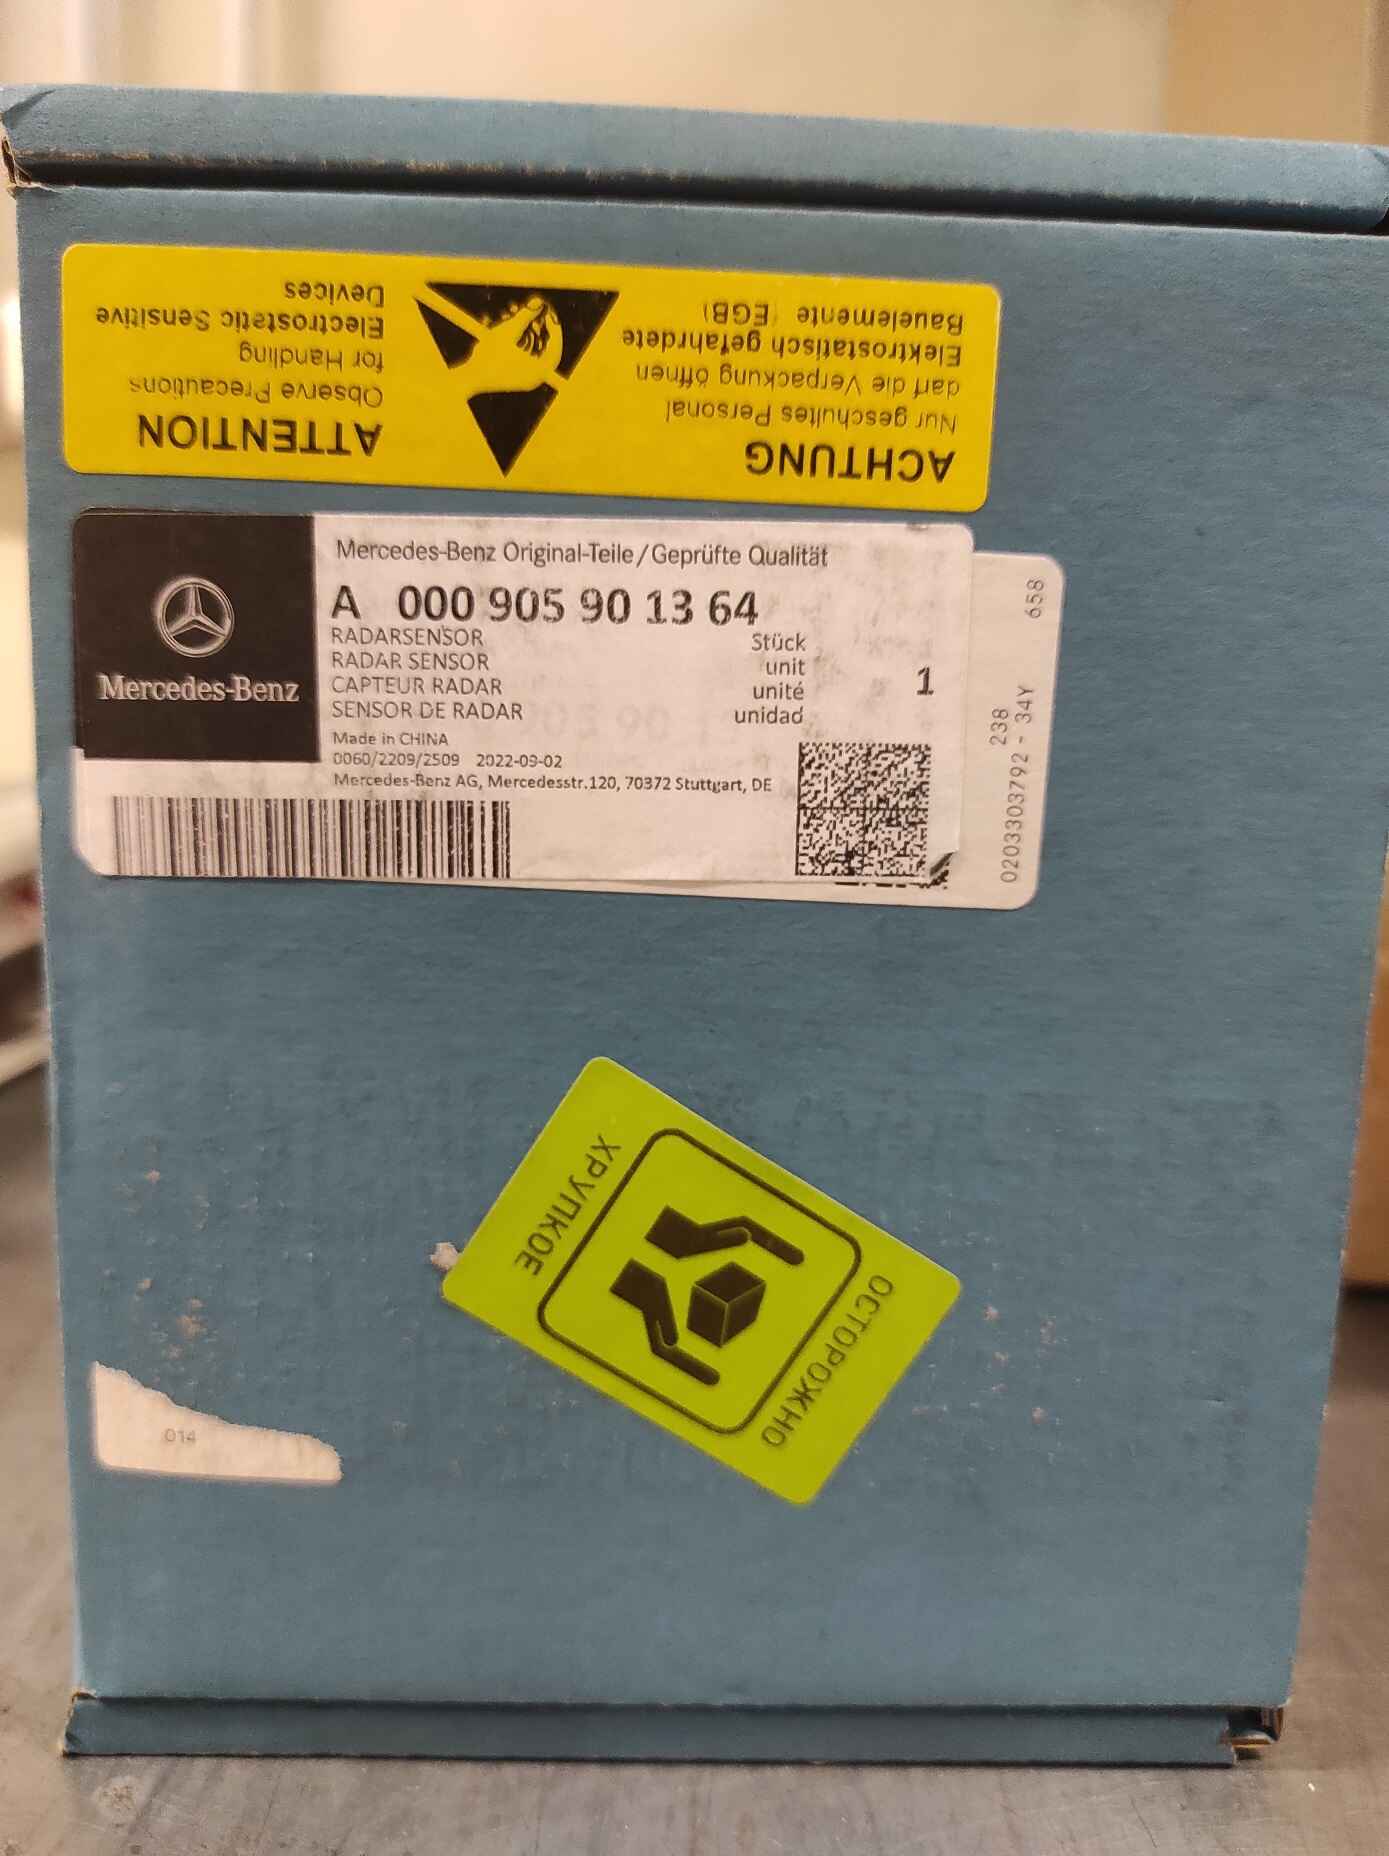 ACHTUNG
Nur geschultes Personal
darf die Verpackung öffnen
Elektrostatisch gefährdete
Bauelemente (EGB)
ATTENTION
Observe Precautions
for Handling
Electrostatic Sensitive
Devices
Mercedes-Benz
Mercedes-Benz Original-Teile/Geprüfte Qualität
A 000 905 90 13 64
RADARSENSOR
RADAR SENSOR
CAPTEUR RADAR
SENSOR DE RADAR
Stück
unit
unité
unidad
1
Made in CHINA
0060/2209/2509 2022-09-02
Mercedes-Benz AG, Mercedesstr.120, 70372 Stuttgart, DE
658
238
0203303792 - 34Y
ОСТОРОЖНО
ХРУПКОЕ
014